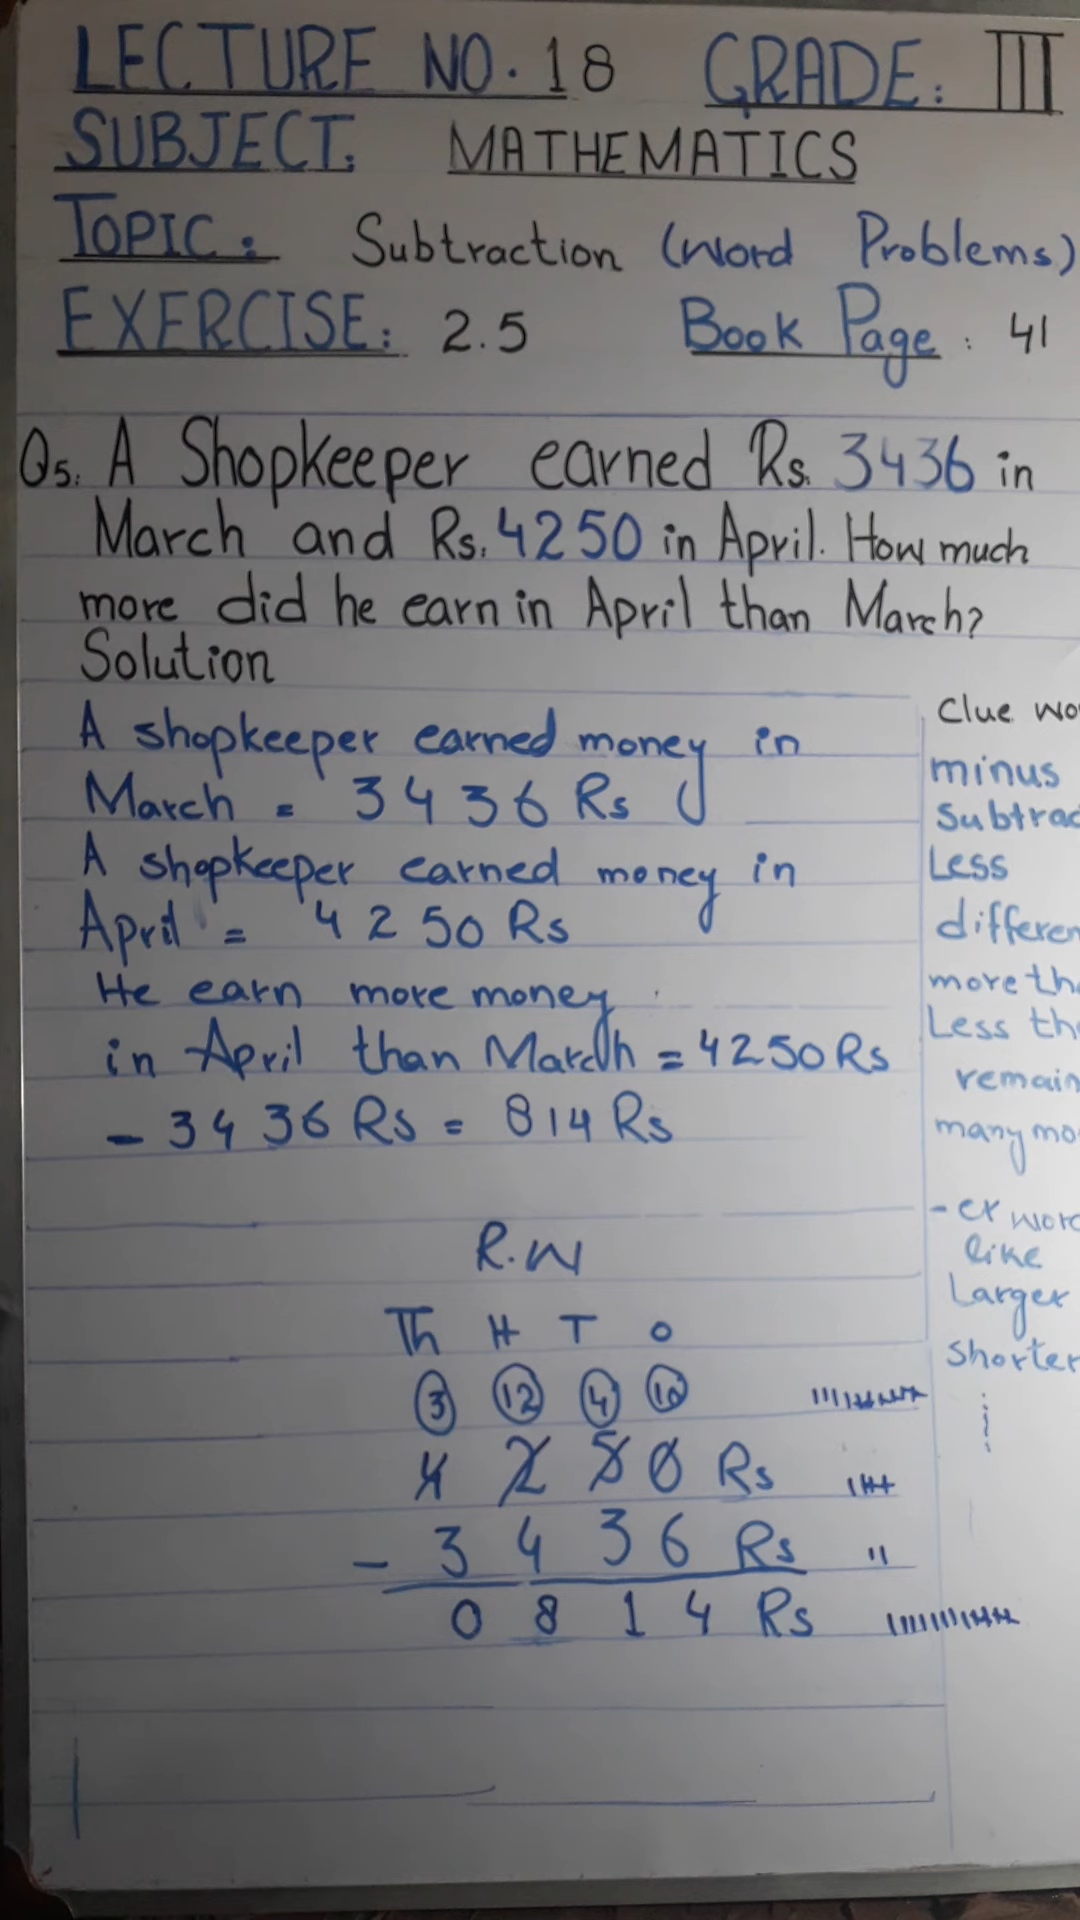 LECTURE NO. 18 GRADE: III
SUBJECT: MATHEMATICS
TOPIC: Subtraction (Word Problems)
EXERCISE: 2.5 Book Page: 41
Q5. A Shopkeeper earned Rs. 3436 in
March and Rs. 4250 in April. How much
more did he earn in April than March?
Solution
A shopkeeper earned money in
March = 3436 Rs
A shopkeeper earned money in
April = 4250 Rs
He earn more money
in April than March = 4250 Rs
- 3436 Rs = 814 Rs
R.W
Th H T O
3 12 4 10
4 2 5 0 Rs
- 3 4 3 6 Rs
0 8 1 4 Rs
Clue
minus
Less
more
Less
many
- er
like
Larger
shorter